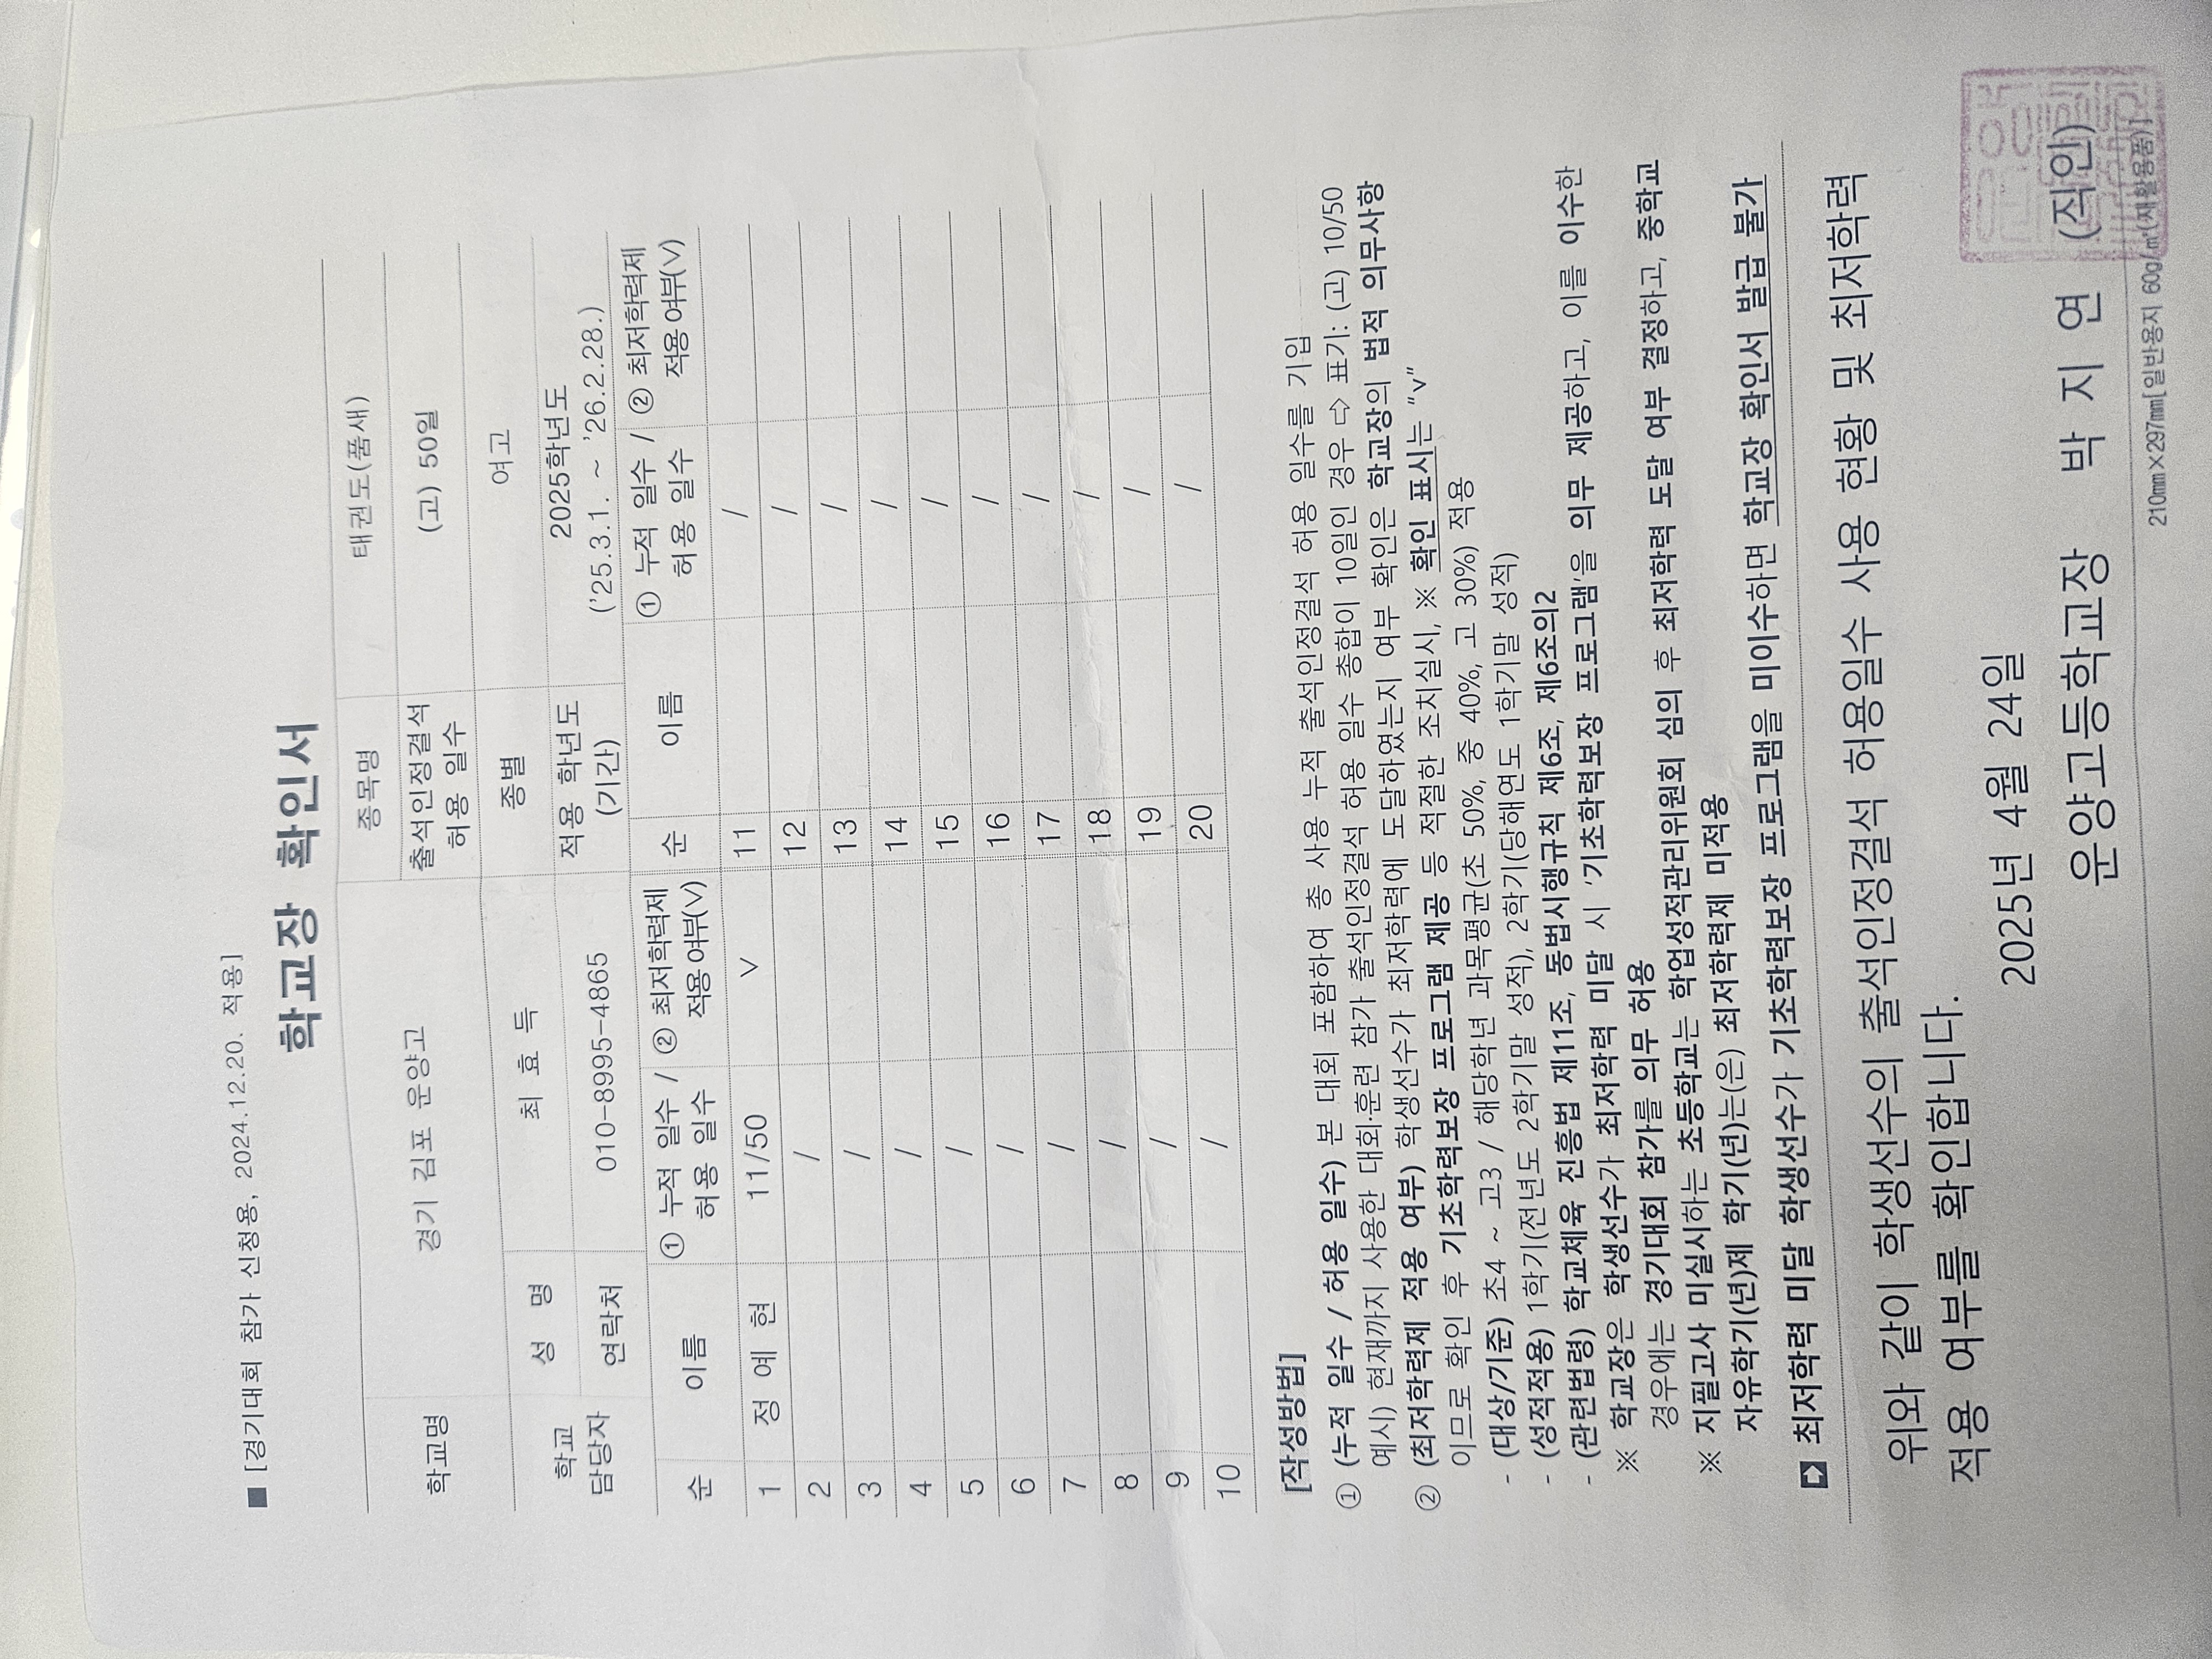 ■ [경기대회 참가 신청용, 2024.12.20. 적용]
학교장 확인서
학교명 경기 김포 운양고 종목명 태권도(품새)
출석인정결석 허용 일수 (고) 50일
학교 담당자 성 명 최 효 득 종별 여고
연락처 010-8995-4865 적용 학년도 (기간) 2025학년도 ('25.3.1. ~ '26.2.28.)
순 이름 ① 누적 일수 / 허용 일수 ② 최저학력제 적용 여부(∨) 순 이름 ① 누적 일수 / 허용 일수 ② 최저학력제 적용 여부(∨)
1 정 예 현 11/50 ∨ 11 /
2 / 12 /
3 / 13 /
4 / 14 /
5 / 15 /
6 / 16 /
7 / 17 /
8 / 18 /
9 / 19 /
10 / 20 /
[작성방법]
① (누적 일수 / 허용 일수) 본 대회 포함하여 총 사용 누적 출석인정결석 허용 일수를 기입
예시) 현재까지 사용한 대회·훈련 참가 출석인정결석 허용 일수 총합이 10일인 경우 ⇨ 표기: (고) 10/50
② (최저학력제 적용 여부) 학생선수가 최저학력에 도달하였는지 여부 확인은 학교장의 법적 의무사항
이므로 확인 후 기초학력보장 프로그램 제공 등 적절한 조치실시, ※ 확인 표시는 "∨"
- (대상/기준) 초4 ~ 고3 / 해당학년 과목평균(초 50%, 중 40%, 고 30%) 적용
- (성적적용) 1학기(전년도 2학기말 성적), 2학기(당해연도 1학기말 성적)
- (관련법령) 학교체육 진흥법 제11조, 동법시행규칙 제6조, 제6조의2
※ 학교장은 학생선수가 최저학력 미달 시 '기초학력보장 프로그램'을 의무 제공하고, 이를 이수한
경우에는 경기대회 참가를 의무 허용
※ 지필고사 미실시하는 초등학교는 학업성적관리위원회 심의 후 최저학력 도달 여부 결정하고, 중학교
자유학기(년)제 학기(년)는(은) 최저학력제 미적용
➡ 최저학력 미달 학생선수가 기초학력보장 프로그램을 미이수하면 학교장 확인서 발급 불가
위와 같이 학생선수의 출석인정결석 허용일수 사용 현황 및 최저학력
적용 여부를 확인합니다.
2025년 4월 24일
운양고등학교장 박 지 연 (직인)
210mm×297mm[일반용지 60g/㎡(재활용품)]